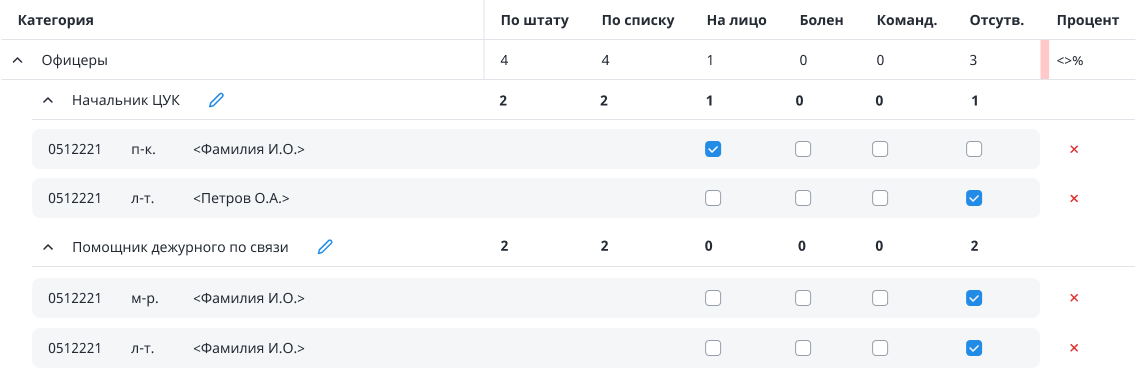 Категория По штату По списку На лицо Болен Команд. Отсутв. Процент
Офицеры 4 4 1 0 0 3 <>%
Начальник ЦУК 2 2 1 0 0 1
0512221 п-к. <Фамилия И.О.>
0512221 л-т. <Петров О.А.>
Помощник дежурного по связи 2 2 0 0 0 2
0512221 м-р. <Фамилия И.О.>
0512221 л-т. <Фамилия И.О.>